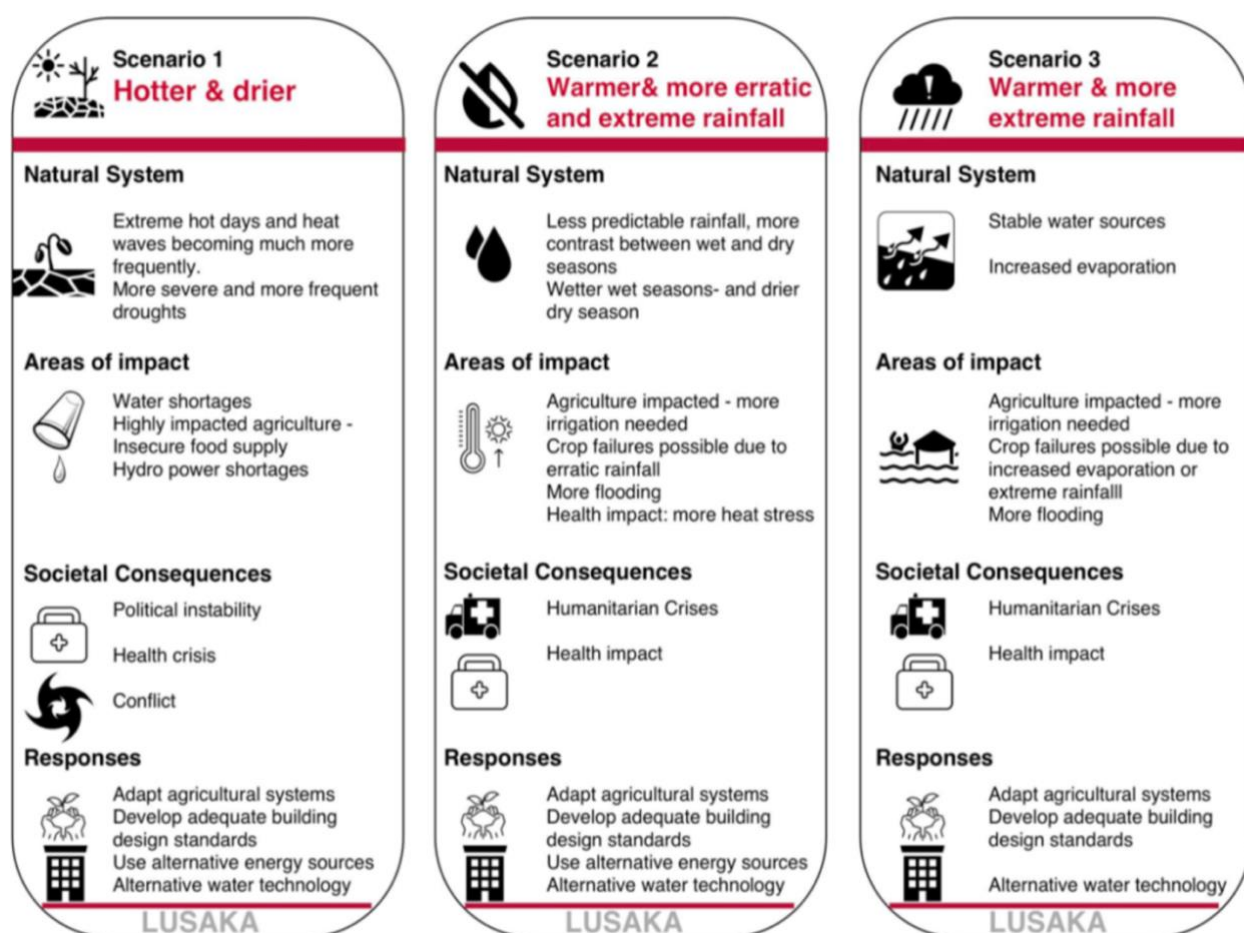 Scenario 1
Hotter & drier
Natural System
Extreme hot days and heat
waves becoming much more
frequently.
More severe and more frequent
droughts
Areas of impact
Water shortages
Highly impacted agriculture -
Insecure food supply
Hydro power shortages
Societal Consequences
Political instability
Health crisis
Conflict
Responses
Adapt agricultural systems
Develop adequate building
design standards
Use alternative energy sources
Alternative water technology
LUSAKA
Scenario 2
Warmer& more erratic
and extreme rainfall
Natural System
Less predictable rainfall, more
contrast between wet and dry
seasons
Wetter wet seasons- and drier
dry season
Areas of impact
Agriculture impacted - more
irrigation needed
Crop failures possible due to
erratic rainfall
More flooding
Health impact: more heat stress
Societal Consequences
Humanitarian Crises
Health impact
Responses
Adapt agricultural systems
Develop adequate building
design standards
Use alternative energy sources
Alternative water technology
LUSAKA
Scenario 3
Warmer & more
extreme rainfall
Natural System
Stable water sources
Increased evaporation
Areas of impact
Agriculture impacted - more
irrigation needed
Crop failures possible due to
increased evaporation or
extreme rainfalll
More flooding
Societal Consequences
Humanitarian Crises
Health impact
Responses
Adapt agricultural systems
Develop adequate building
design standards
Alternative water technology
LUSAKA